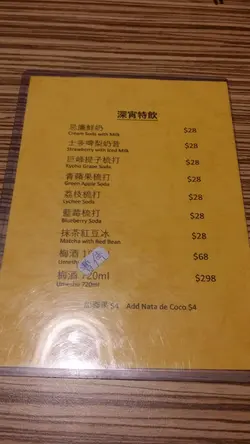 深宵特飲
忌廉鮮奶 $28
Cream Soda with Milk
士多啤梨奶昔 $28
Strawberry with Iced Milk
巨峰提子梳打 $28
Kyoho Grape Soda
青蘋果梳打 $28
Green Apple Soda
荔枝梳打 $28
Lychee Soda
藍莓梳打 $28
Blueberry Soda
抹茶紅豆冰 $28
Matcha with Red Bean
梅酒 $68
Umeshu
梅酒 720ml $298
Umeshu 720ml
加椰果 $4 Add Nata de Coco $4